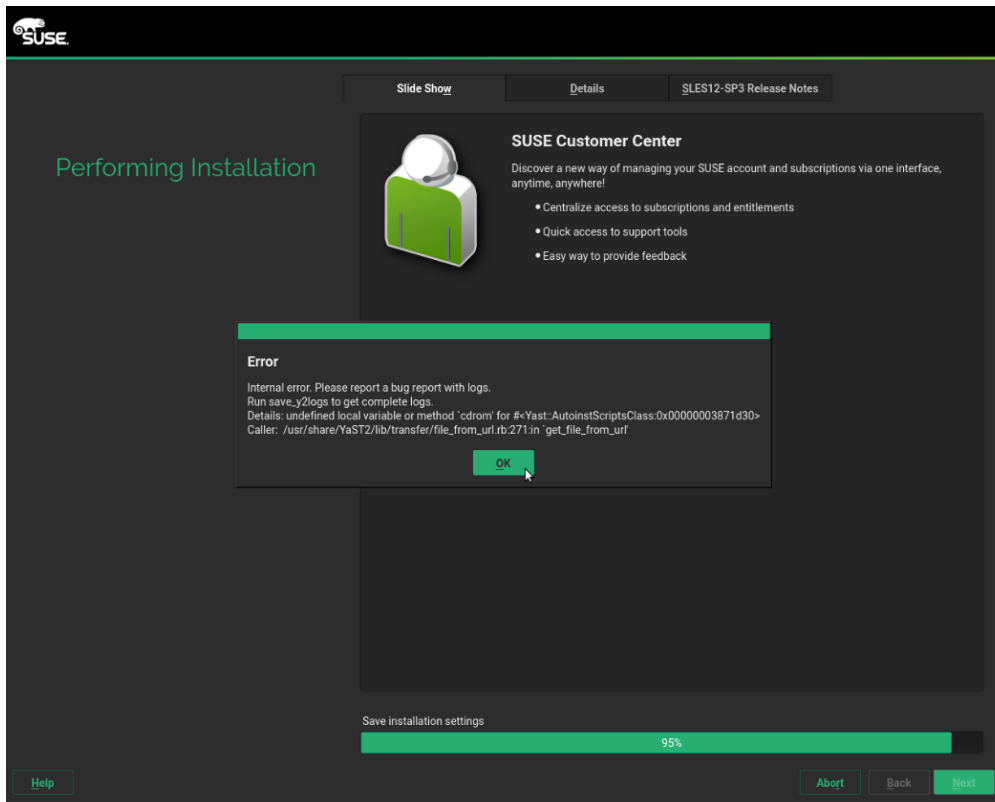 SUSE.
Slide Show
Details
SLES12-SP3 Release Notes
Performing Installation
SUSE Customer Center
Discover a new way of managing your SUSE account and subscriptions via one interface,
anytime, anywhere!
• Centralize access to subscriptions and entitlements
• Quick access to support tools
• Easy way to provide feedback
Error
Internal error. Please report a bug report with logs.
Run save_y2logs to get complete logs.
Details: undefined local variable or method `cdrom' for #<Yast::AutoinstScriptsClass:0x00000003871d30>
Caller: /usr/share/YaST2/lib/transfer/file_from_url.rb:271:in `get_file_from_url'
OK
Save installation settings
95%
Help
Abort
Back
Next